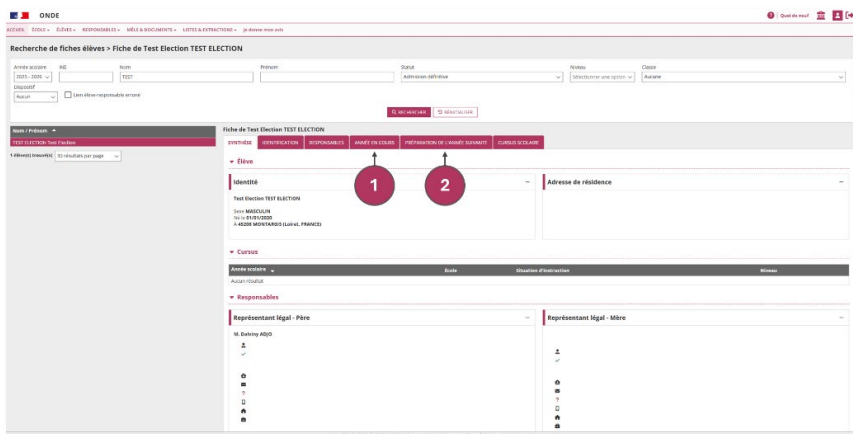 ONDE
Quoi de neuf
ACCUEIL ÉCOLE ÉLÈVES RESPONSABLES MÊLS & DOCUMENTS LISTES & EXTRACTIONS Je donne mon avis
Recherche de fiches élèves > Fiche de Test Election TEST ELECTION
Année scolaire INE Nom Prénom Statut Niveau Classe
2025 - 2026 TEST Admission définitive Sélectionner une option Aucune
Dispositif
Aucun Lien élève-responsable erroné
RECHERCHER RÉINITIALISER
Nom / Prénom
TEST ELECTION Test Election
1 élève(s) trouvé(s) 10 résultats par page
Fiche de Test Election TEST ELECTION
SYNTHÈSE IDENTIFICATION RESPONSABLES ANNÉE EN COURS PRÉPARATION DE L'ANNÉE SUIVANTE CURSUS SCOLAIRE
1 2
Élève
Identité – Adresse de résidence –
Test Election TEST ELECTION
Sexe MASCULIN
Né le 01/01/2020
À 45208 MONTARGIS (Loiret, FRANCE)
Cursus
Année scolaire École Situation d'instruction Niveau
Aucun résultat
Responsables
Représentant légal - Père – Représentant légal - Mère –
M. Dahmy ADJO
?
?